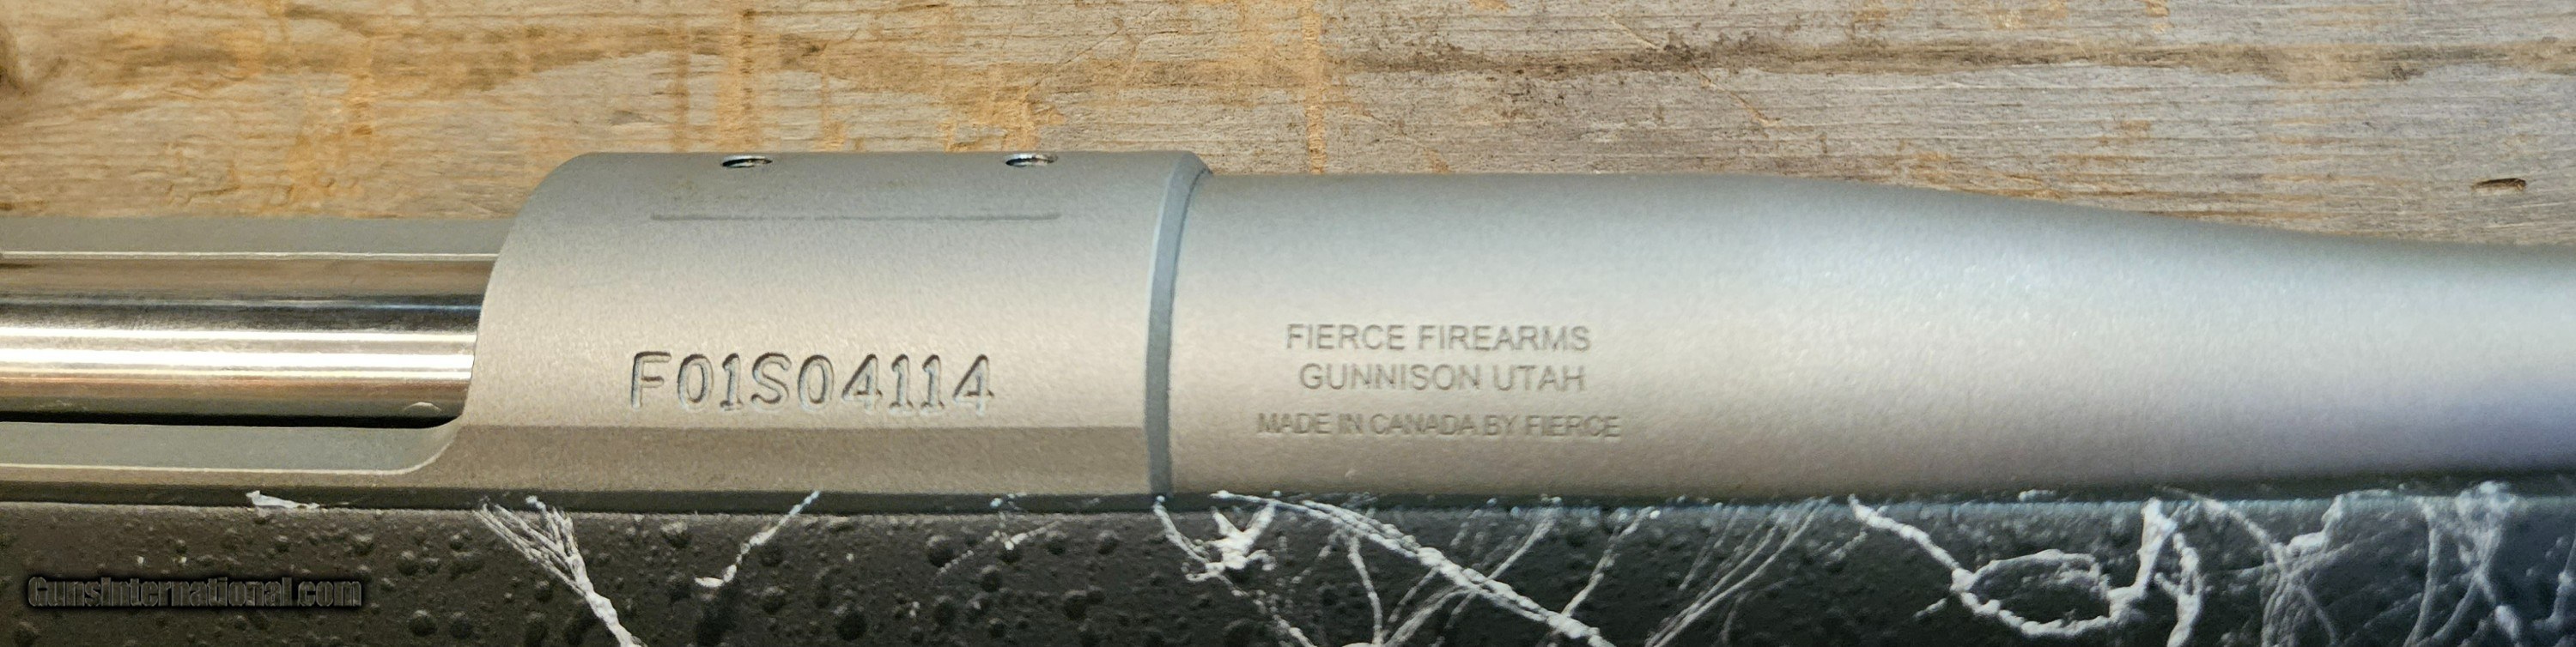 F01S04114
FIERCE FIREARMS
GUNNISON UTAH
MADE IN CANADA BY FIERCE
GunsInternational.com